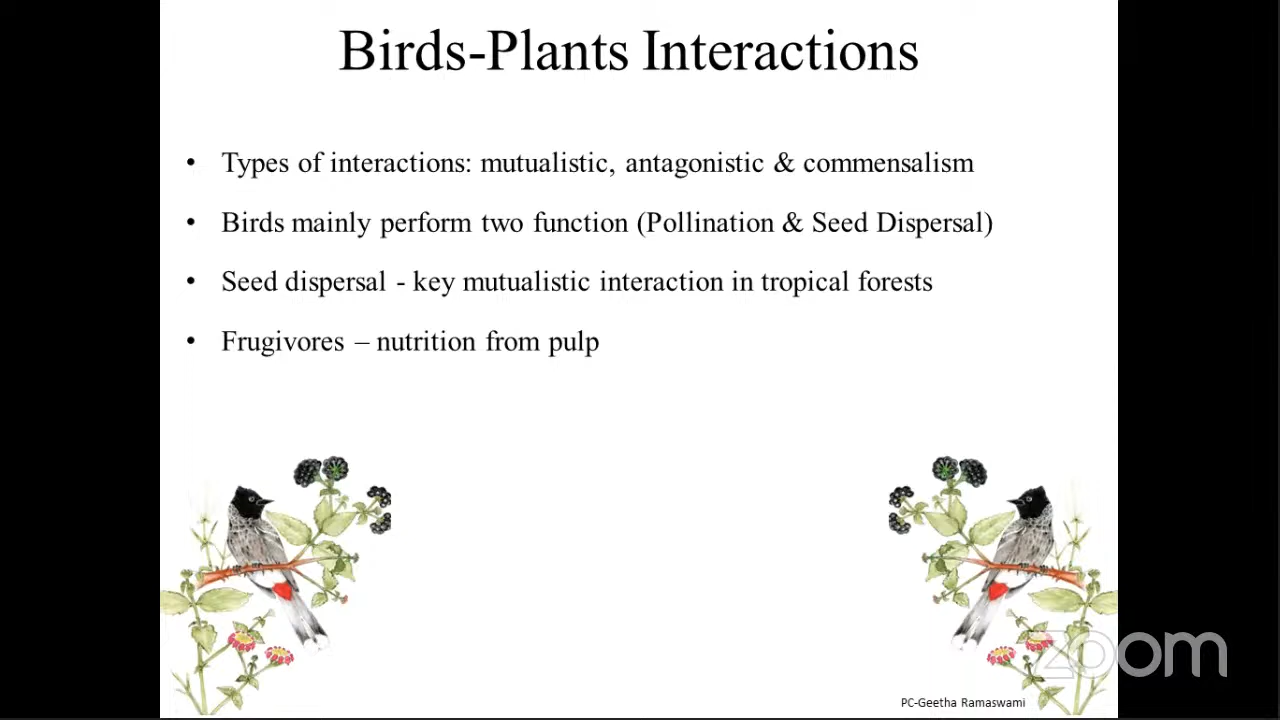 Birds-Plants Interactions
• Types of interactions: mutualistic, antagonistic & commensalism
• Birds mainly perform two function (Pollination & Seed Dispersal)
• Seed dispersal - key mutualistic interaction in tropical forests
• Frugivores – nutrition from pulp
zoom
PC-Geetha Ramaswami